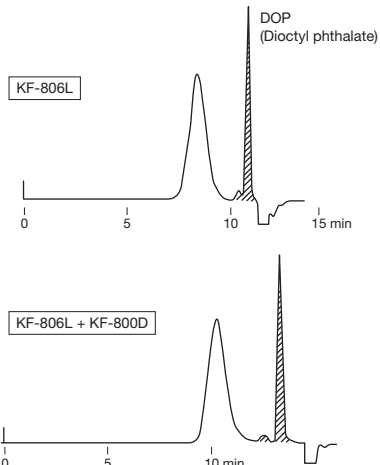 DOP
(Dioctyl phthalate)
KF-806L
0 5 10 15 min
KF-806L + KF-800D
0 5 10 min